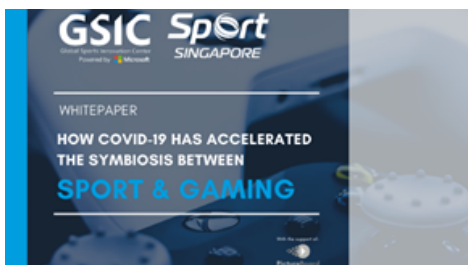 GSIC Sport
Global Sports Innovation Center SINGAPORE
Powered by Microsoft
WHITEPAPER
HOW COVID-19 HAS ACCELERATED
THE SYMBIOSIS BETWEEN
SPORT & GAMING
With the support of: